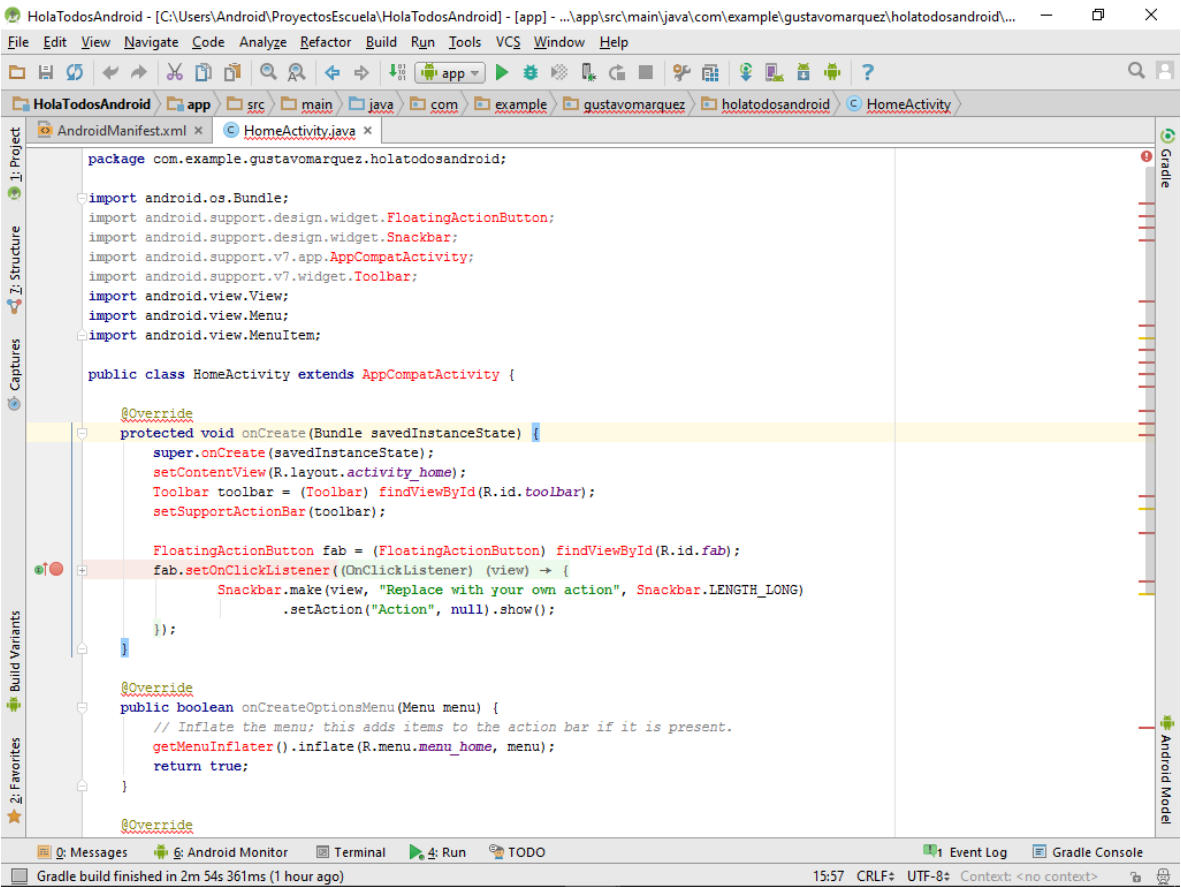 HolaTodosAndroid - [C:\Users\Android\ProyectosEscuela\HolaTodosAndroid] - [app] - ...\app\src\main\java\com\example\gustavomarquez\holatodosandroid\...
File Edit View Navigate Code Analyze Refactor Build Run Tools VCS Window Help
app
HolaTodosAndroid app src main java com example gustavomarquez holatodosandroid HomeActivity
AndroidManifest.xml × HomeActivity.java ×
1: Project
7: Structure
Captures
Build Variants
2: Favorites
package com.example.gustavomarquez.holatodosandroid;
import android.os.Bundle;
import android.support.design.widget.FloatingActionButton;
import android.support.design.widget.Snackbar;
import android.support.v7.app.AppCompatActivity;
import android.support.v7.widget.Toolbar;
import android.view.View;
import android.view.Menu;
import android.view.MenuItem;
public class HomeActivity extends AppCompatActivity {
@Override
protected void onCreate(Bundle savedInstanceState) {
super.onCreate(savedInstanceState);
setContentView(R.layout.activity_home);
Toolbar toolbar = (Toolbar) findViewById(R.id.toolbar);
setSupportActionBar(toolbar);
FloatingActionButton fab = (FloatingActionButton) findViewById(R.id.fab);
fab.setOnClickListener((OnClickListener) (view) → {
Snackbar.make(view, "Replace with your own action", Snackbar.LENGTH_LONG)
.setAction("Action", null).show();
});
}
@Override
public boolean onCreateOptionsMenu(Menu menu) {
// Inflate the menu; this adds items to the action bar if it is present.
getMenuInflater().inflate(R.menu.menu_home, menu);
return true;
}
@Override
Gradle
Android Model
0: Messages 6: Android Monitor Terminal 4: Run TODO 1 Event Log Gradle Console
Gradle build finished in 2m 54s 361ms (1 hour ago) 15:57 CRLF UTF-8 Context: <no context>